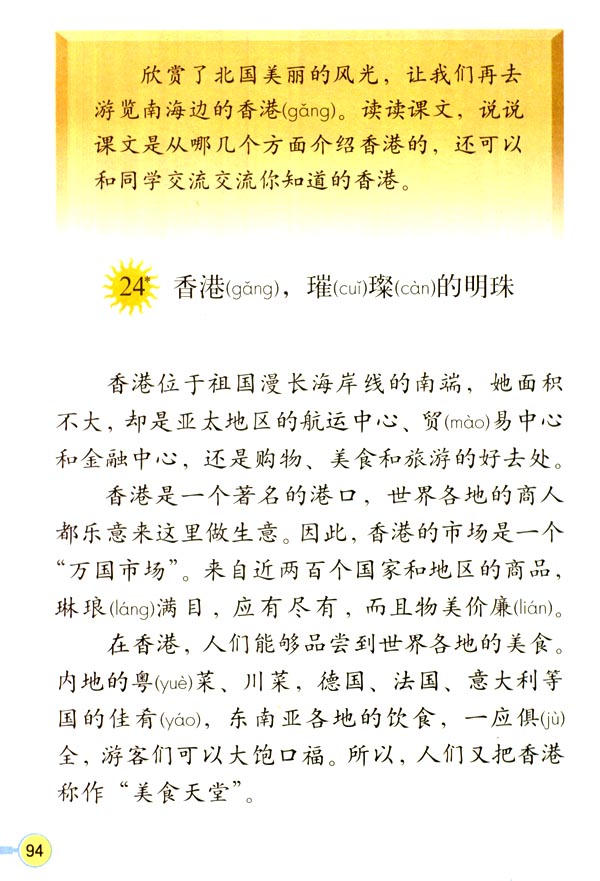 欣赏了北国美丽的风光，让我们再去
游览南海边的香港(gǎng)。读读课文，说说
课文是从哪几个方面介绍香港的，还可以
和同学交流交流你知道的香港。
24* 香港(gǎng)，璀(cuǐ)璨(càn)的明珠
香港位于祖国漫长海岸线的南端，她面积
不大，却是亚太地区的航运中心、贸(mào)易中心
和金融中心，还是购物、美食和旅游的好去处。
香港是一个著名的港口，世界各地的商人
都乐意来这里做生意。因此，香港的市场是一个
“万国市场”。来自近两百个国家和地区的商品，
琳琅(láng)满目，应有尽有，而且物美价廉(lián)。
在香港，人们能够品尝到世界各地的美食。
内地的粤(yuè)菜、川菜，德国、法国、意大利等
国的佳肴(yáo)，东南亚各地的饮食，一应俱(jù)
全，游客们可以大饱口福。所以，人们又把香港
称作“美食天堂”。
94